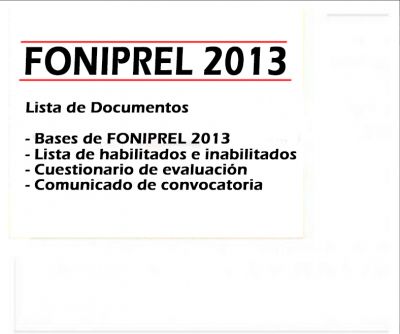 FONIPREL 2013
Lista de Documentos
- Bases de FONIPREL 2013
- Lista de habilitados e inabilitados
- Cuestionario de evaluación
- Comunicado de convocatoria